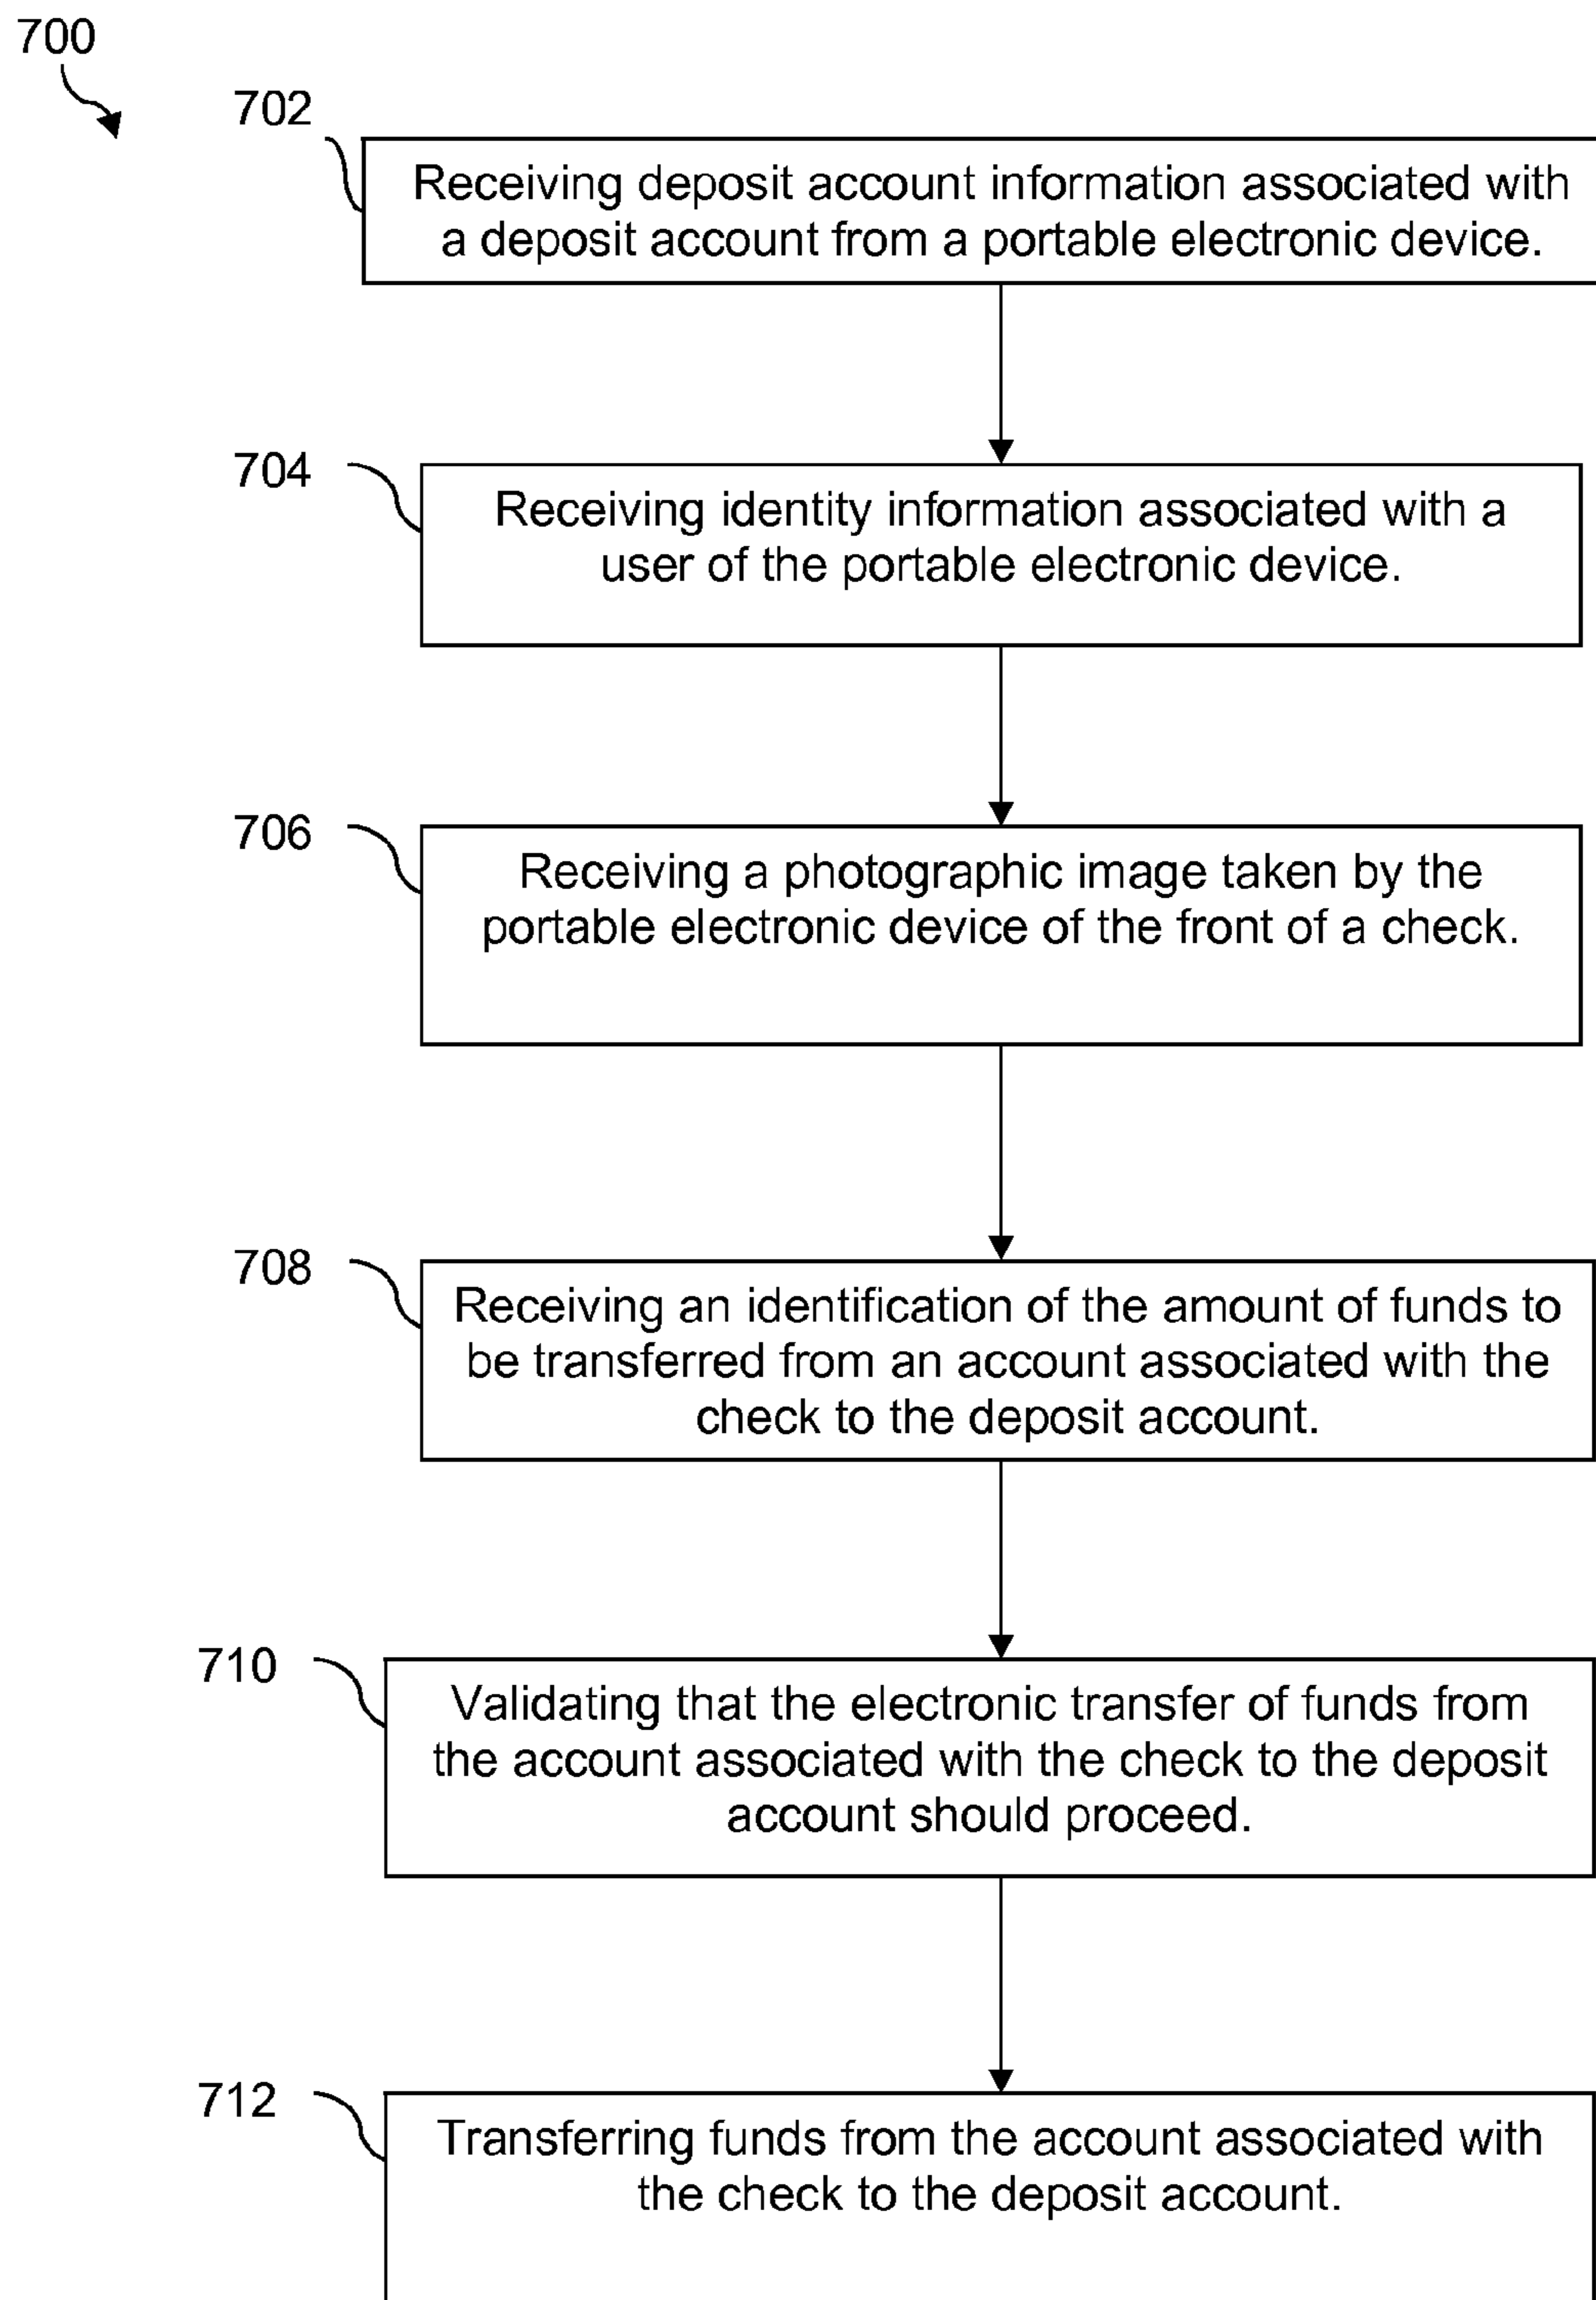 700
702
Receiving deposit account information associated with
a deposit account from a portable electronic device.
704
Receiving identity information associated with a
user of the portable electronic device.
706
Receiving a photographic image taken by the
portable electronic device of the front of a check.
708
Receiving an identification of the amount of funds to
be transferred from an account associated with the
check to the deposit account.
710
Validating that the electronic transfer of funds from
the account associated with the check to the deposit
account should proceed.
712
Transferring funds from the account associated with
the check to the deposit account.